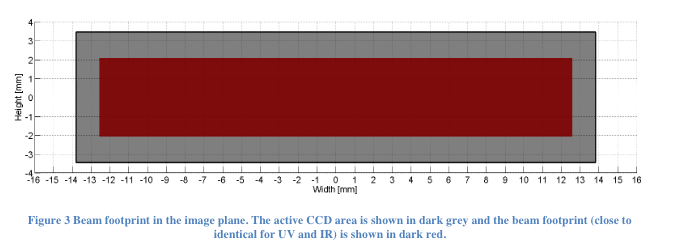 4
3
2
1
0
-1
-2
-3
-4
Height [mm]
-16 -15 -14 -13 -12 -11 -10 -9 -8 -7 -6 -5 -4 -3 -2 -1 0 1 2 3 4 5 6 7 8 9 10 11 12 13 14 15 16
Width [mm]
Figure 3 Beam footprint in the image plane. The active CCD area is shown in dark grey and the beam footprint (close to
identical for UV and IR) is shown in dark red.